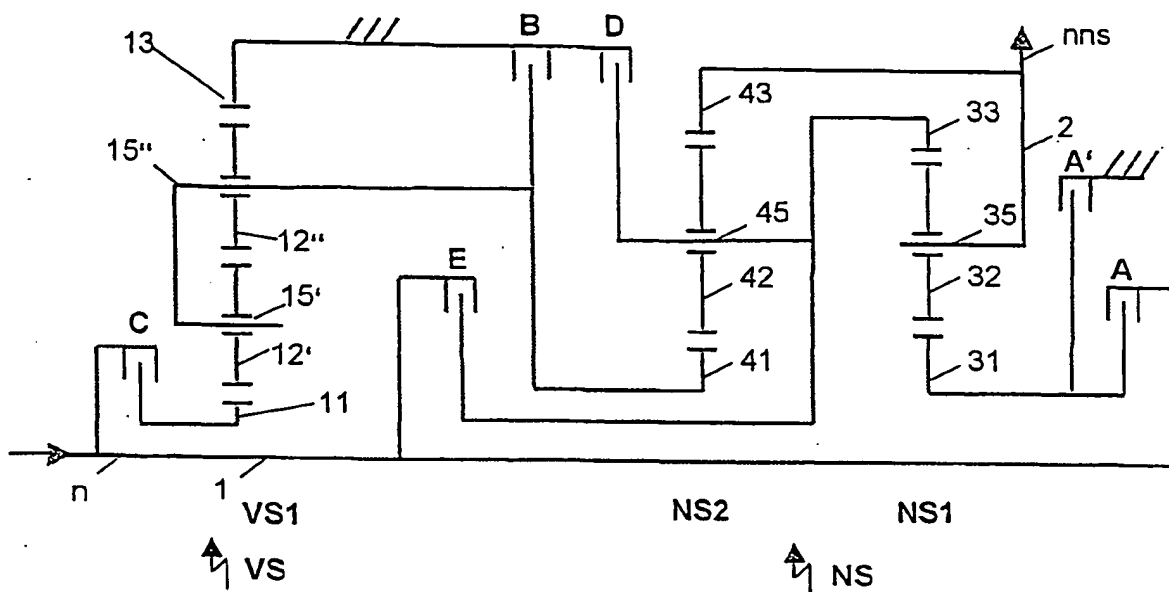 B D nns
13 43 33 2
15" A'
12" E 45 35 A
15' 42 32
C 12' 41 31
11
n 1
VS1 NS2 NS1
VS NS